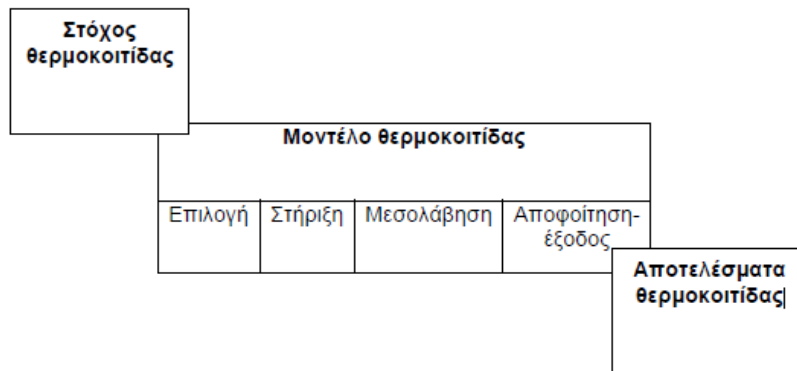 Στόχος
θερμοκοιτίδας
Μοντέλο θερμοκοιτίδας
Επιλογή
Στήριξη
Μεσολάβηση
Αποφοίτηση-
έξοδος
Αποτελέσματα
θερμοκοιτίδας